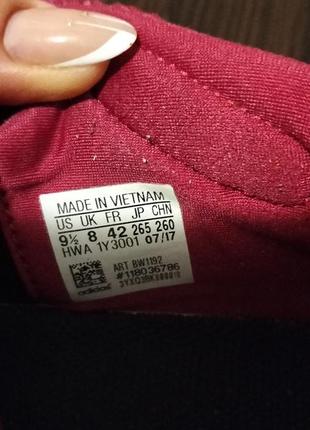 MADE IN VIETNAM
US UK FR JP CHN
9½ 8 42 265 260
HWA 1Y3001 07/17
ART BW1192
#118036786
adidas